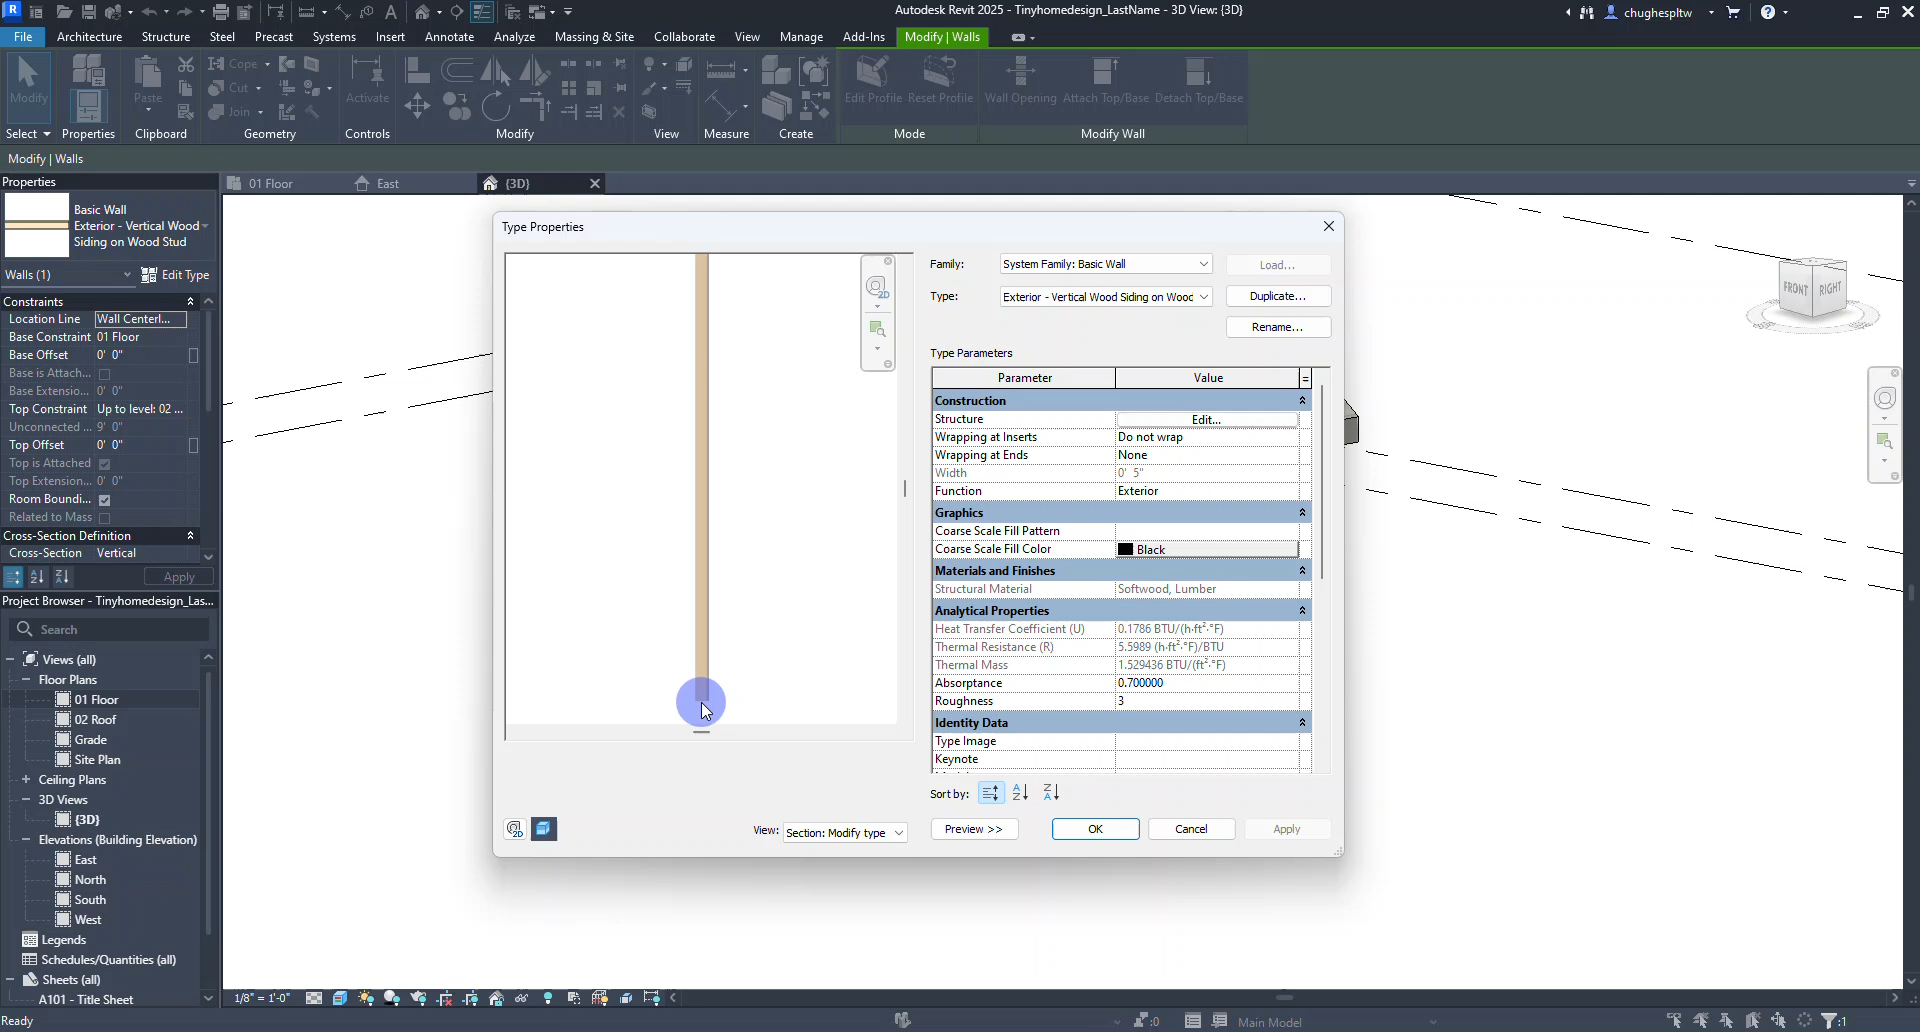 Autodesk Revit 2025 - Tinyhomedesign_LastName - 3D View: {3D}
chughespltw
File Architecture Structure Steel Precast Systems Insert Annotate Analyze Massing & Site Collaborate View Manage Add-Ins Modify | Walls
Modify Paste Cope Cut Join Activate Edit Profile Reset Profile Wall Opening Attach Top/Base Detach Top/Base
Select Properties Clipboard Geometry Controls Modify View Measure Create Mode Modify Wall
Modify | Walls
Properties
01 Floor East {3D}
Basic Wall
Exterior - Vertical Wood
Siding on Wood Stud
Walls (1) Edit Type
Constraints
Location Line Wall Centerl...
Base Constraint 01 Floor
Base Offset 0' 0"
Base is Attach...
Base Extensio... 0' 0"
Top Constraint Up to level: 02 ...
Unconnected ... 9' 0"
Top Offset 0' 0"
Top is Attached
Top Extension... 0' 0"
Room Boundi...
Related to Mass
Cross-Section Definition
Cross-Section Vertical
Apply
Project Browser - Tinyhomedesign_Las...
Search
Views (all)
Floor Plans
01 Floor
02 Roof
Grade
Site Plan
Ceiling Plans
3D Views
{3D}
Elevations (Building Elevation)
East
North
South
West
Legends
Schedules/Quantities (all)
Sheets (all)
A101 - Title Sheet
Type Properties
2D
Family: System Family: Basic Wall Load...
Type: Exterior - Vertical Wood Siding on Wood Duplicate...
Rename...
Type Parameters
Parameter Value =
Construction
Structure Edit...
Wrapping at Inserts Do not wrap
Wrapping at Ends None
Width 0' 5"
Function Exterior
Graphics
Coarse Scale Fill Pattern
Coarse Scale Fill Color Black
Materials and Finishes
Structural Material Softwood, Lumber
Analytical Properties
Heat Transfer Coefficient (U) 0.1786 BTU/(h·ft²·°F)
Thermal Resistance (R) 5.5989 (h·ft²·°F)/BTU
Thermal Mass 1.529436 BTU/(ft²·°F)
Absorptance 0.700000
Roughness 3
Identity Data
Type Image
Keynote
Sort by:
View: Section: Modify type Preview >> OK Cancel Apply
FRONT RIGHT
1/8" = 1'-0"
Ready :0 Main Model :1